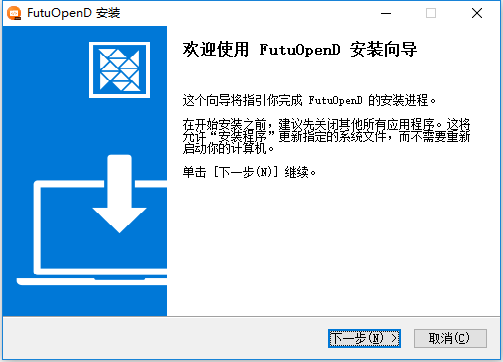 FutuOpenD 安装
欢迎使用 FutuOpenD 安装向导
这个向导将指引你完成 FutuOpenD 的安装进程。
在开始安装之前，建议先关闭其他所有应用程序。这将
允许“安装程序”更新指定的系统文件，而不需要重新
启动你的计算机。
单击 [下一步(N)] 继续。
下一步(N) >
取消(C)